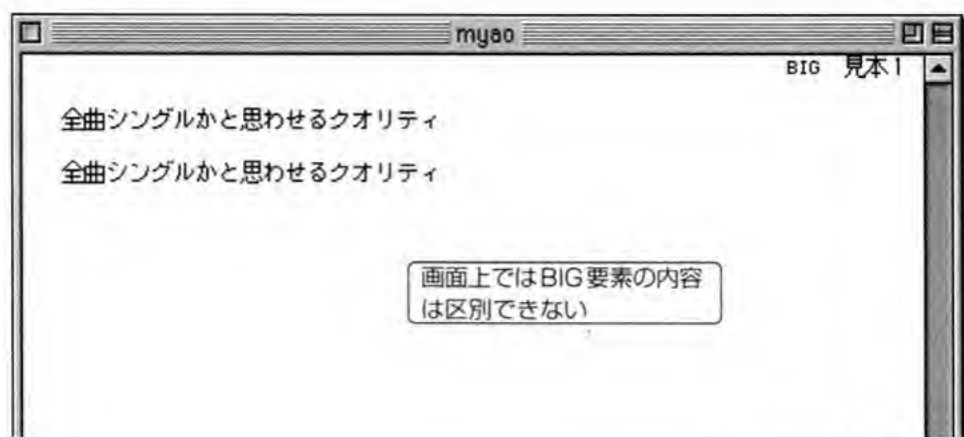 myao
BIG 見本1
全曲シングルかと思わせるクオリティ
全曲シングルかと思わせるクオリティ
画面上ではBIG要素の内容
は区別できない